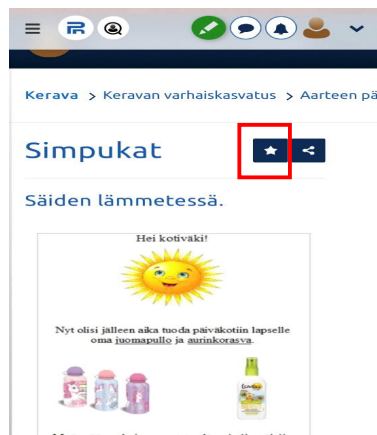 Kerava > Keravan varhaiskasvatus > Aarteen pä
Simpukat
Säiden lämmetessä.
Hei kotiväki!
Nyt olisi jälleen aika tuoda päiväkotiin lapselle
oma juomapullo ja aurinkorasva.